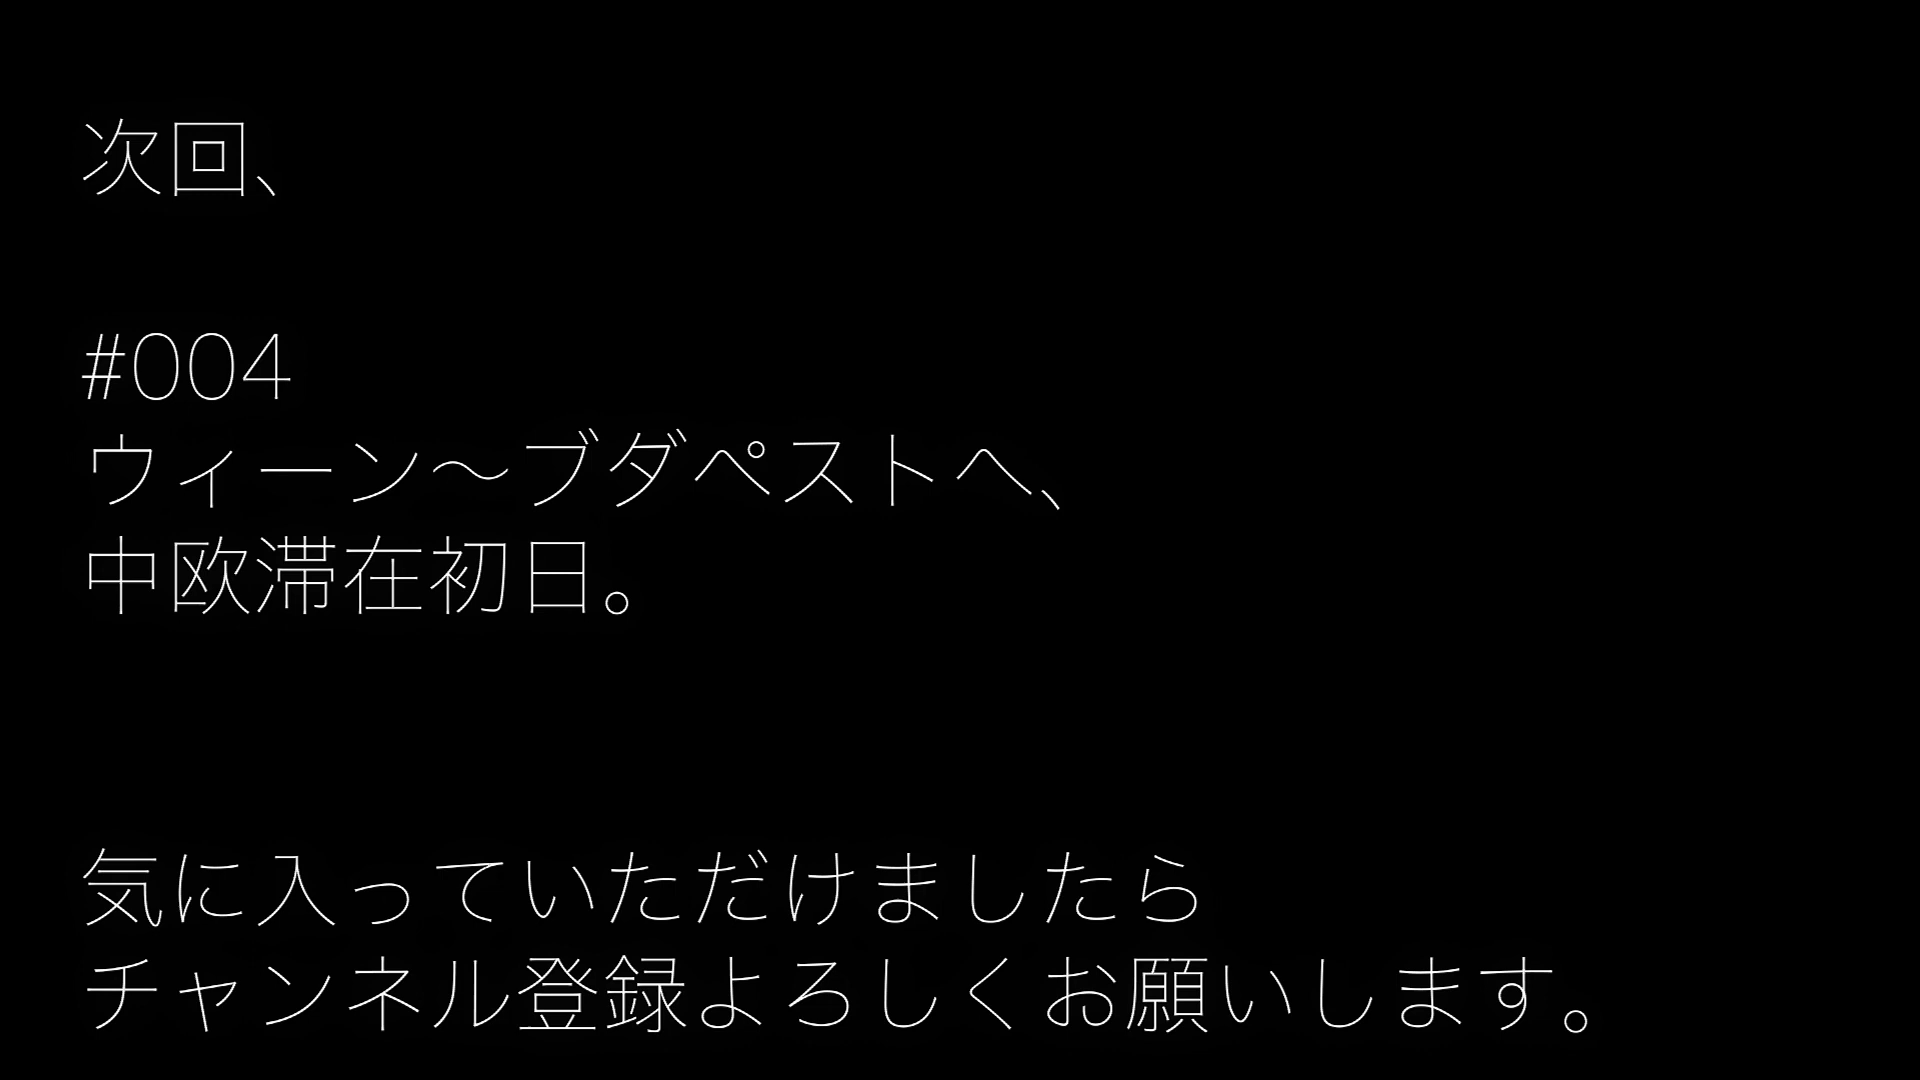 次回、
#004
ウィーン～ブダペストへ、
中欧滞在初日。
気に入っていただけましたら
チャンネル登録よろしくお願いします。